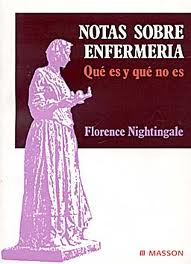 NOTAS SOBRE
ENFERMERIA
Qué es y qué no es
Florence Nightingale
MASSON